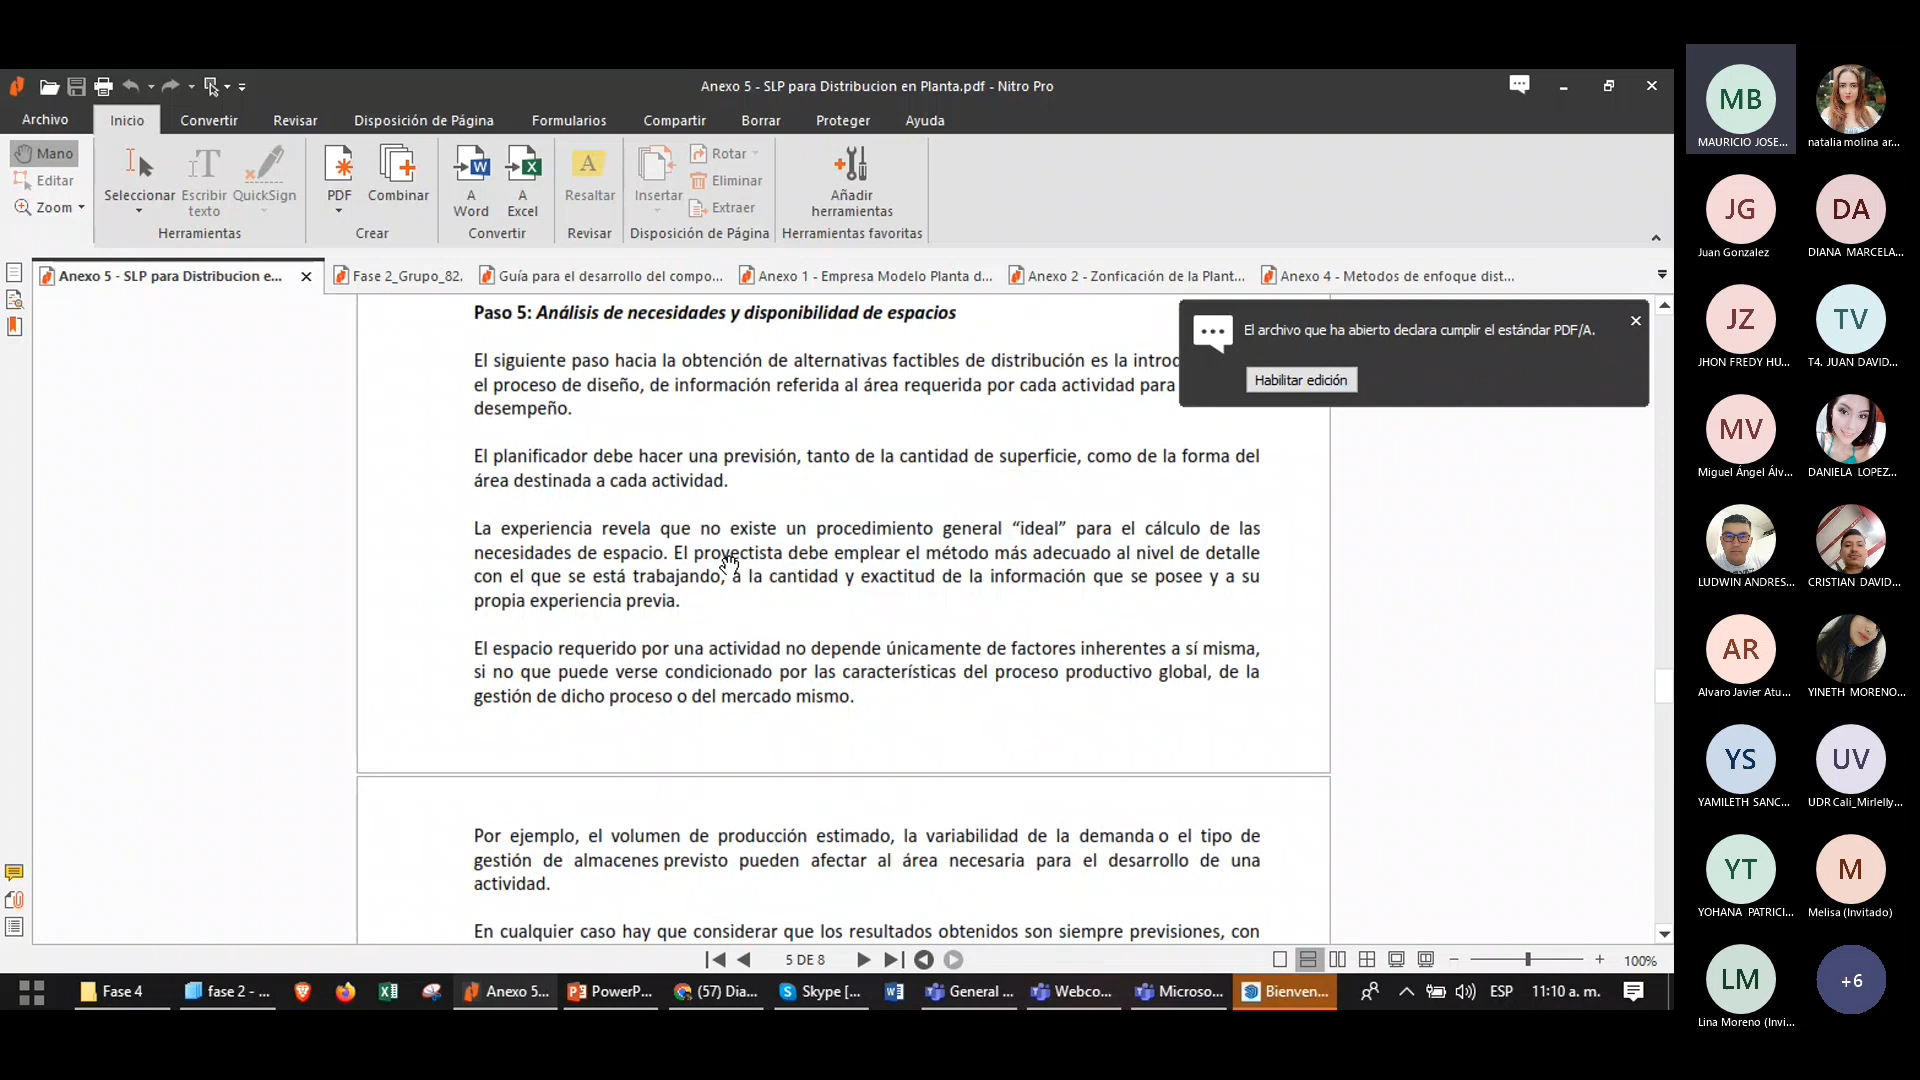 Anexo 5 - SLP para Distribucion en Planta.pdf - Nitro Pro
Archivo
Inicio
Convertir
Revisar
Disposición de Página
Formularios
Compartir
Borrar
Proteger
Ayuda
Mano
Editar
Zoom
Seleccionar
Escribir texto
QuickSign
Herramientas
PDF
Combinar
Crear
A Word
A Excel
Convertir
Resaltar
Revisar
Insertar
Rotar
Eliminar
Extraer
Disposición de Página
Añadir herramientas
Herramientas favoritas
Anexo 5 - SLP para Distribucion e...
Fase 2_Grupo_82.
Guía para el desarrollo del compo...
Anexo 1 - Empresa Modelo Planta d...
Anexo 2 - Zonficación de la Plant...
Anexo 4 - Metodos de enfoque dist...
Paso 5: Análisis de necesidades y disponibilidad de espacios
El siguiente paso hacia la obtención de alternativas factibles de distribución es la
el proceso de diseño, de información referida al área requerida por cada actividad para
desempeño.
El planificador debe hacer una previsión, tanto de la cantidad de superficie, como de la forma del
área destinada a cada actividad.
La experiencia revela que no existe un procedimiento general “ideal” para el cálculo de las
necesidades de espacio. El proyectista debe emplear el método más adecuado al nivel de detalle
con el que se está trabajando, a la cantidad y exactitud de la información que se posee y a su
propia experiencia previa.
El espacio requerido por una actividad no depende únicamente de factores inherentes a sí misma,
si no que puede verse condicionado por las características del proceso productivo global, de la
gestión de dicho proceso o del mercado mismo.
Por ejemplo, el volumen de producción estimado, la variabilidad de la demanda o el tipo de
gestión de almacenes previsto pueden afectar al área necesaria para el desarrollo de una
actividad.
En cualquier caso hay que considerar que los resultados obtenidos son siempre previsiones, con
El archivo que ha abierto declara cumplir el estándar PDF/A.
Habilitar edición
5 DE 8
100%
Fase 4
fase 2 - ...
Anexo 5...
PowerP...
(57) Dia...
Skype [...
General ...
Webco...
Microso...
Bienven...
ESP
11:10 a. m.
MB
MAURICIO JOSE...
natalia molina ar...
JG
Juan Gonzalez
DA
DIANA MARCELA...
JZ
JHON FREDY HU...
TV
T4. JUAN DAVID...
MV
Miguel Ángel Álv...
DANIELA LOPEZ...
LUDWIN ANDRES...
CRISTIAN DAVID...
AR
Alvaro Javier Atu...
YINETH MORENO...
YS
YAMILETH SANC...
UV
UDR Cali_Mirlelly...
YT
YOHANA PATRICI...
M
Melisa (Invitado)
LM
Lina Moreno (Invi...
+6